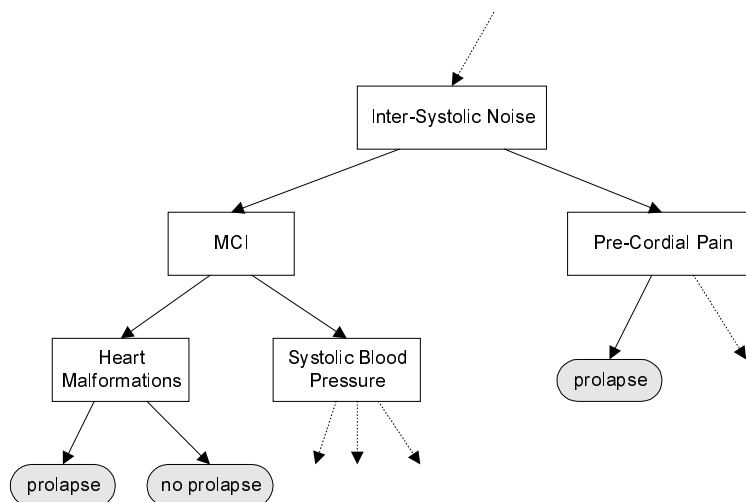 Inter-Systolic Noise
MCI
Pre-Cordial Pain
Heart
Malformations
Systolic Blood
Pressure
prolapse
prolapse
no prolapse